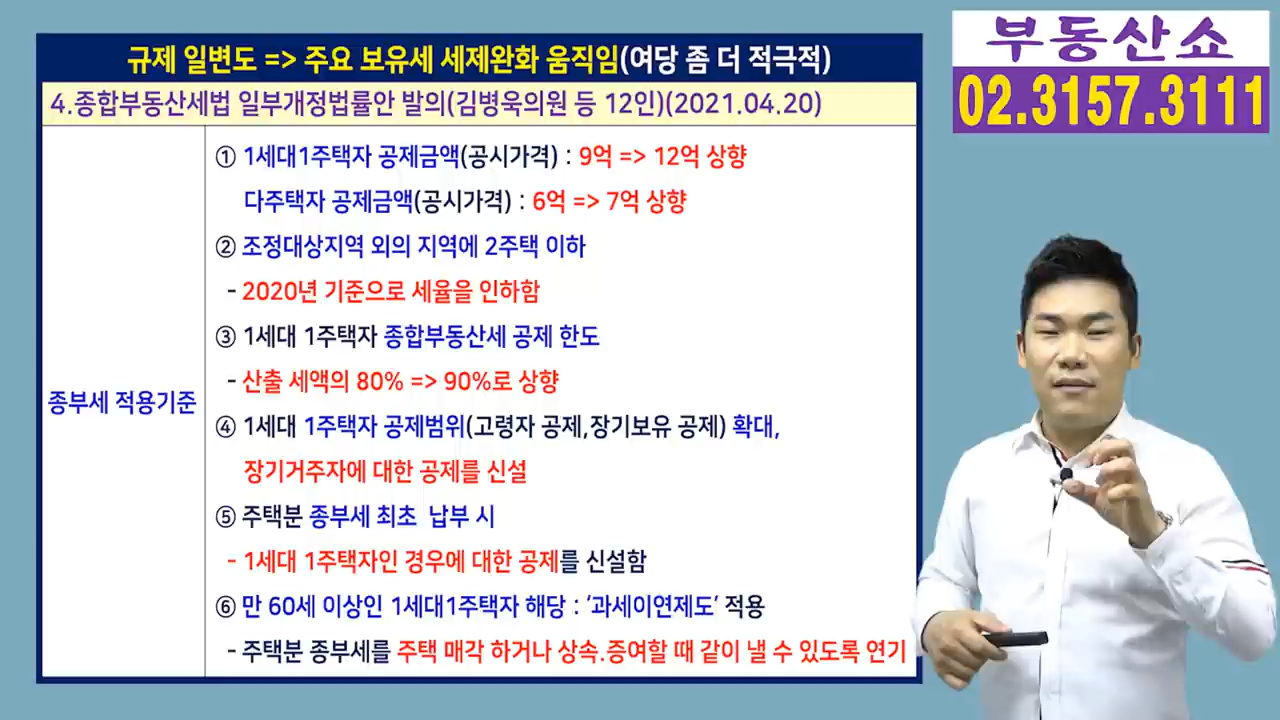 규제 일변도 => 주요 보유세 세제완화 움직임(여당 좀 더 적극적)
부동산쇼
02.3157.3111
4.종합부동산세법 일부개정법률안 발의(김병욱의원 등 12인)(2021.04.20)
종부세 적용기준
① 1세대1주택자 공제금액(공시가격) : 9억 => 12억 상향
다주택자 공제금액(공시가격) : 6억 => 7억 상향
② 조정대상지역 외의 지역에 2주택 이하
- 2020년 기준으로 세율을 인하함
③ 1세대 1주택자 종합부동산세 공제 한도
- 산출 세액의 80% => 90%로 상향
④ 1세대 1주택자 공제범위(고령자 공제,장기보유 공제) 확대,
장기거주자에 대한 공제를 신설
⑤ 주택분 종부세 최초 납부 시
- 1세대 1주택자인 경우에 대한 공제를 신설함
⑥ 만 60세 이상인 1세대1주택자 해당 : ‘과세이연제도’ 적용
- 주택분 종부세를 주택 매각 하거나 상속.증여할 때 같이 낼 수 있도록 연기